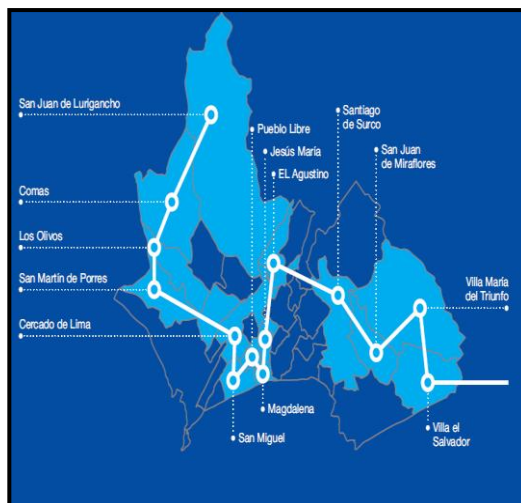 San Juan de Lurigancho
Comas
Los Olivos
San Martín de Porres
Cercado de Lima
Pueblo Libre
Jesús María
EL Agustino
Santiago
de Surco
San Juan
de Miraflores
Villa María
del Triunfo
Magdalena
San Miguel
Villa el
Salvador